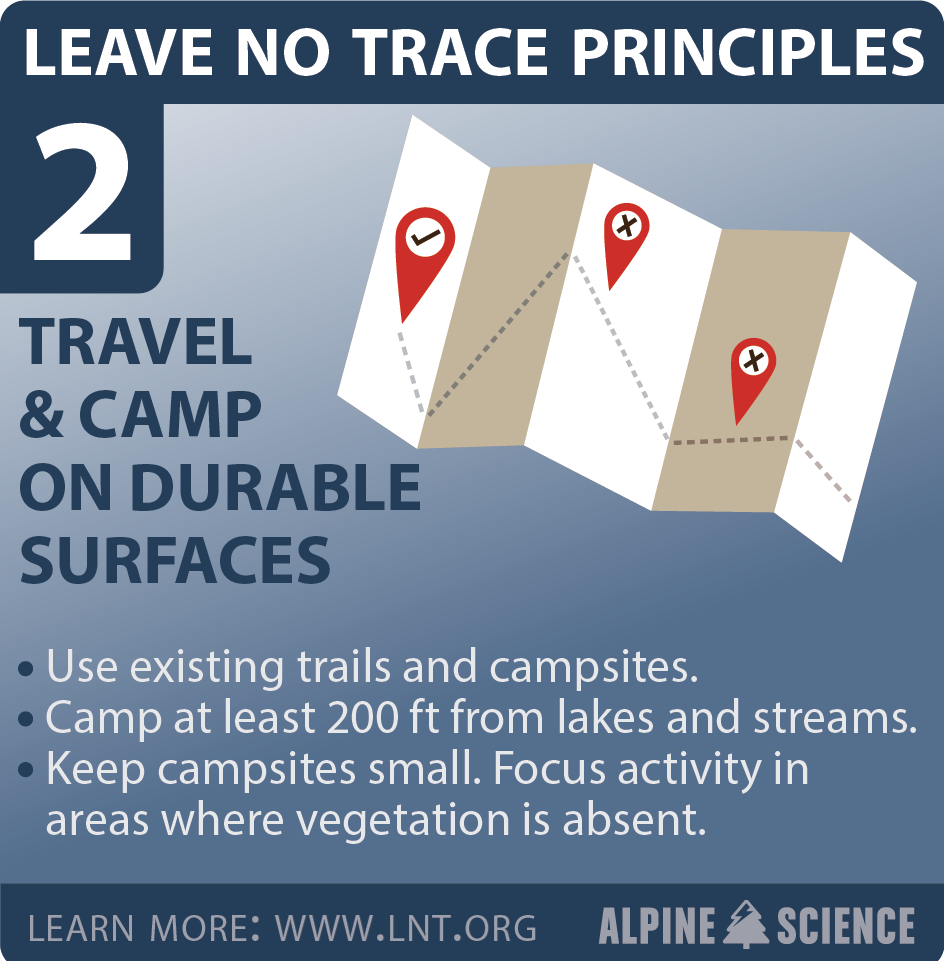 LEAVE NO TRACE PRINCIPLES
2
TRAVEL
& CAMP
ON DURABLE
SURFACES
• Use existing trails and campsites.
• Camp at least 200 ft from lakes and streams.
• Keep campsites small. Focus activity in
areas where vegetation is absent.
LEARN MORE: WWW.LNT.ORG
ALPINE SCIENCE